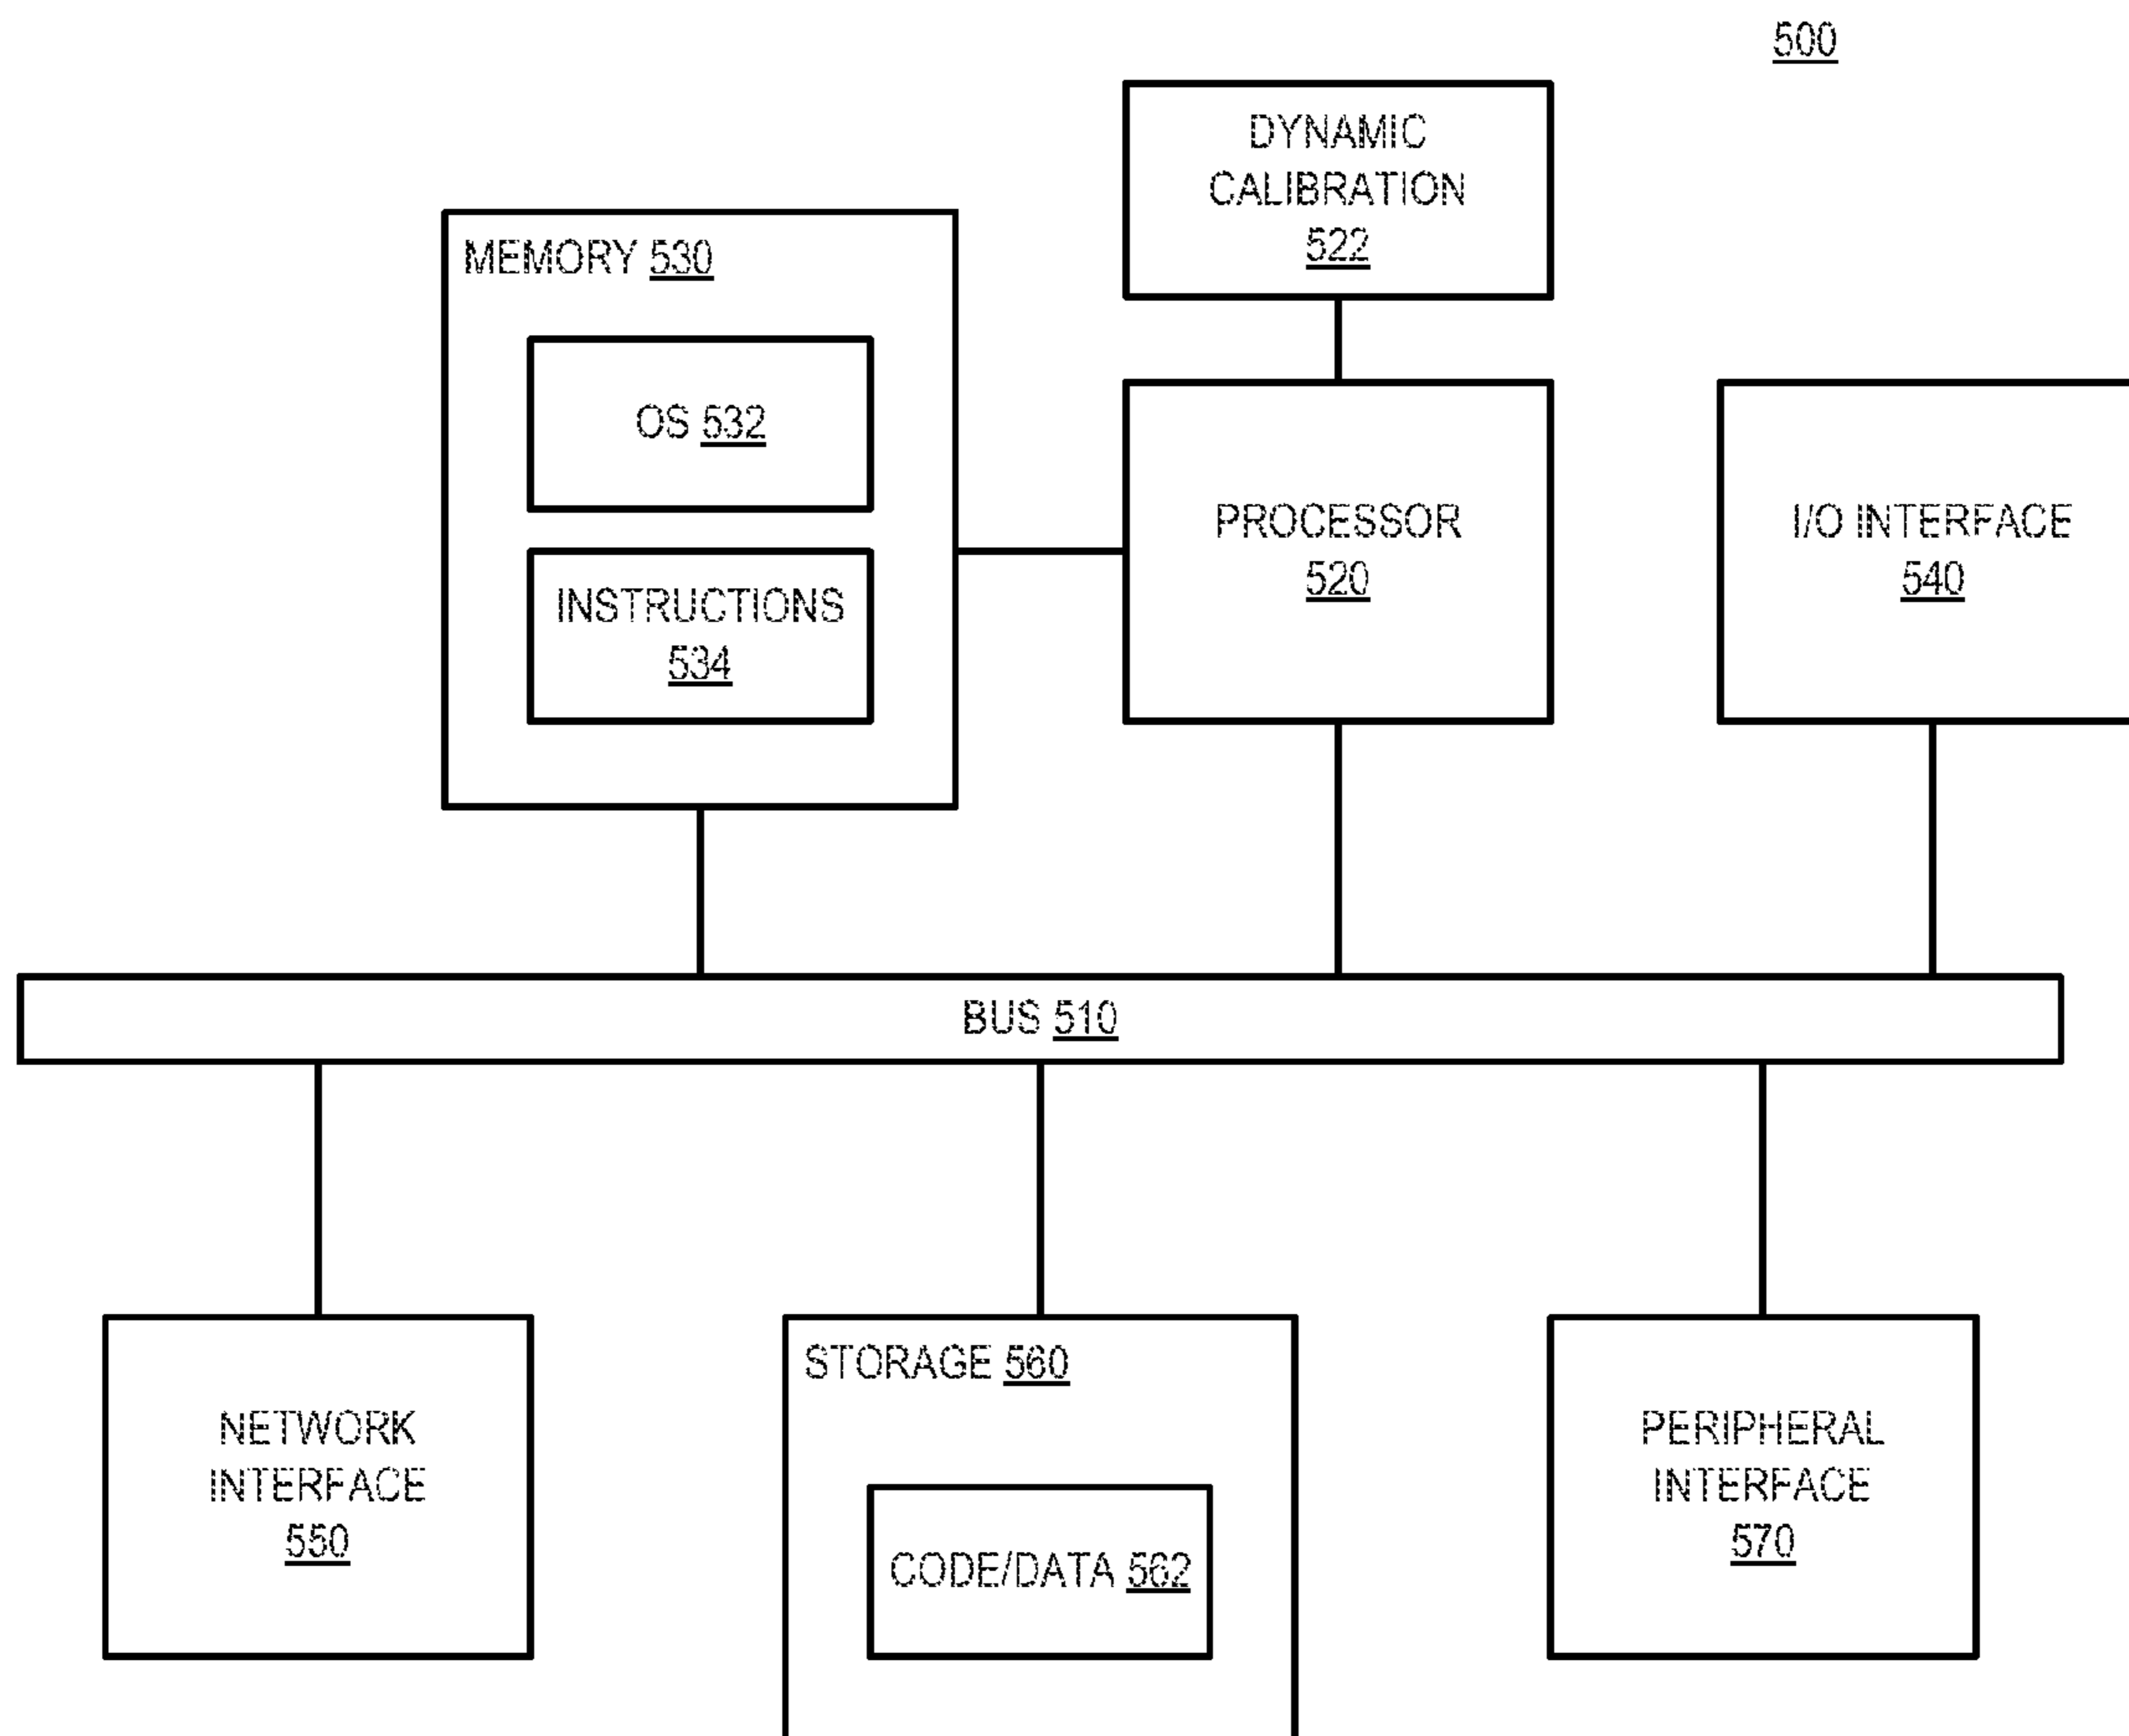 500
DYNAMIC
CALIBRATION
522
MEMORY 530
OS 532
INSTRUCTIONS
534
PROCESSOR
520
I/O INTERFACE
540
BUS 510
NETWORK
INTERFACE
550
STORAGE 560
CODE/DATA 562
PERIPHERAL
INTERFACE
570